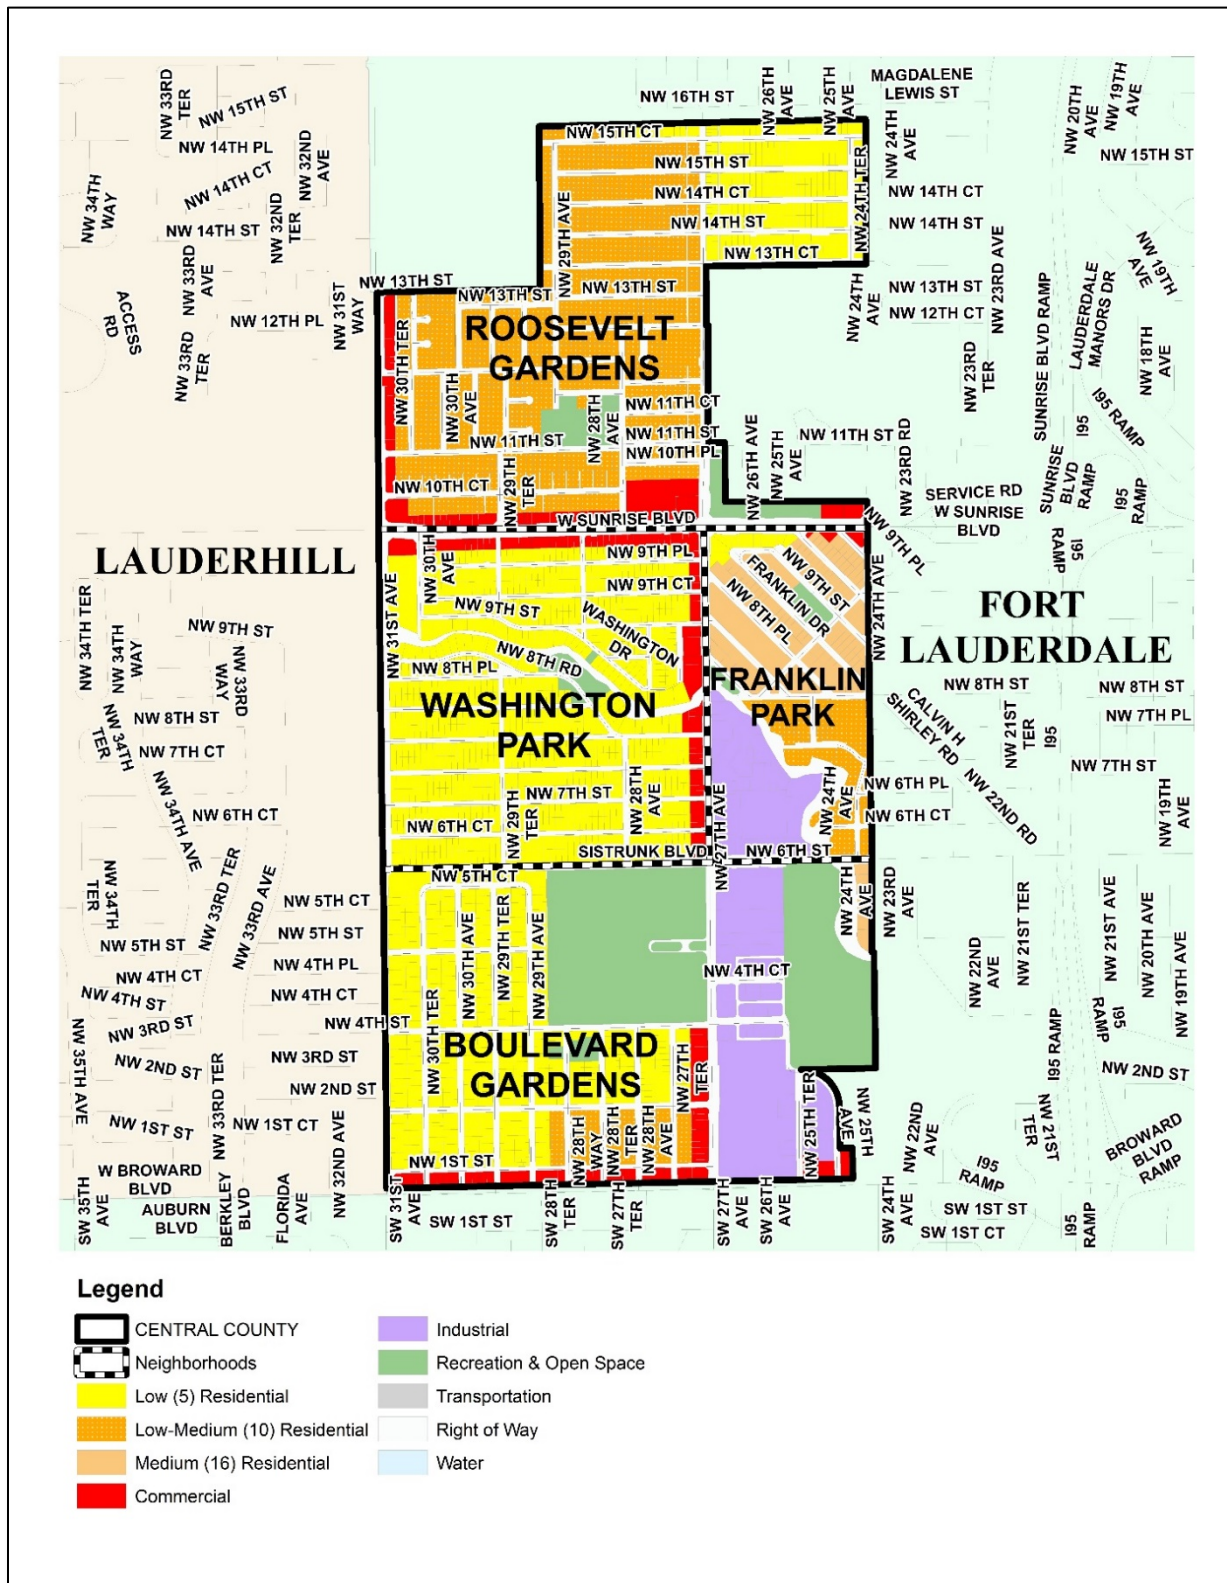 NW 33RD
TER
NW 15TH ST
NW 14TH PL
NW 32ND
AVE
NW 14TH CT
NW 34TH
WAY
NW 32ND
TER
NW 14TH ST
NW 33RD
AVE
ACCESS
RD
NW 12TH PL
NW 31ST
WAY
NW 33RD
TER
NW 13TH ST
NW 16TH ST
NW 26TH
AVE
NW 25TH
AVE
MAGDALENE
LEWIS ST
NW 20TH
AVE
NW 19TH
AVE
NW 15TH CT
NW 15TH ST
NW 14TH CT
NW 14TH ST
NW 13TH CT
NW 29TH AVE
NW 24TH TER
NW 24TH
AVE
NW 15TH ST
NW 14TH CT
NW 14TH ST
NW 23RD AVE
NW 19TH
AVE
NW 13TH ST
NW 13TH ST
NW 24TH
AVE
NW 13TH ST
NW 12TH CT
SUNRISE BLVD RAMP
LAUDERDALE
MANORS DR
NW 18TH
AVE
ROOSEVELT
GARDENS
NW 30TH TER
NW 30TH
AVE
NW 28TH
AVE
NW 11TH CT
NW 11TH ST
NW 11TH ST
NW 10TH PL
NW 29TH
TER
NW 10TH CT
W SUNRISE BLVD
NW 26TH AVE
NW 25TH
AVE
NW 11TH ST
NW 23RD RD
NW 23RD
TER
I95
I95 RAMP
SERVICE RD
W SUNRISE
BLVD
SUNRISE
BLVD
RAMP
I95
RAMP
I95
RAMP
LAUDERHILL
NW 34TH TER
NW 34TH
WAY
NW 9TH ST
NW 33RD
WAY
NW 8TH ST
NW 34TH
TER
NW 7TH CT
NW 34TH AVE
NW 6TH CT
NW 31ST AVE
NW 30TH
AVE
NW 9TH PL
NW 9TH CT
NW 9TH ST
WASHINGTON
DR
NW 8TH RD
NW 8TH PL
WASHINGTON
PARK
NW 7TH ST
NW 28TH
AVE
NW 29TH
TER
NW 6TH CT
SISTRUNK BLVD
NW 9TH PL
NW 9TH ST
FRANKLIN DR
NW 8TH PL
NW 24TH AVE
FRANKLIN
PARK
NW 27TH AVE
NW 24TH
AVE
NW 6TH PL
NW 6TH CT
NW 6TH ST
FORT
LAUDERDALE
NW 8TH ST
NW 8TH ST
NW 7TH PL
CALVIN H
SHIRLEY RD
NW 21ST
TER
I95
NW 7TH ST
NW 22ND RD
NW 19TH
AVE
NW 34TH
TER
NW 33RD TER
NW 33RD AVE
NW 5TH CT
NW 5TH ST
NW 5TH ST
NW 4TH PL
NW 4TH CT
NW 4TH CT
NW 4TH ST
NW 4TH ST
NW 3RD ST
NW 3RD ST
NW 2ND ST
NW 2ND ST
NW 35TH AVE
NW 33RD TER
NW 1ST ST
NW 1ST CT
NW 32ND AVE
W BROWARD
BLVD
SW 35TH
AVE
AUBURN
BLVD
BERKLEY
BLVD
FLORIDA
AVE
NW 5TH CT
NW 30TH AVE
NW 29TH TER
NW 29TH AVE
NW 30TH TER
BOULEVARD
GARDENS
NW 27TH
TER
NW 28TH
WAY
NW 28TH
TER
NW 28TH
AVE
NW 1ST ST
NW 4TH CT
NW 24TH
AVE
NW 23RD
AVE
NW 25TH TER
NW 25TH
AVE
NW 22ND
AVE
NW 21ST TER
NW 21ST AVE
NW 20TH AVE
NW 19TH AVE
I95
RAMP
I95 RAMP
NW 2ND ST
NW 22ND
AVE
NW 21ST
TER
BROWARD
BLVD
RAMP
I95
RAMP
SW 31ST
AVE
SW 1ST ST
SW 28TH
TER
SW 27TH
TER
SW 27TH
AVE
SW 26TH
AVE
SW 24TH
AVE
SW 1ST ST
SW 1ST CT
I95
RAMP
Legend
CENTRAL COUNTY
Neighborhoods
Low (5) Residential
Low-Medium (10) Residential
Medium (16) Residential
Commercial
Industrial
Recreation & Open Space
Transportation
Right of Way
Water